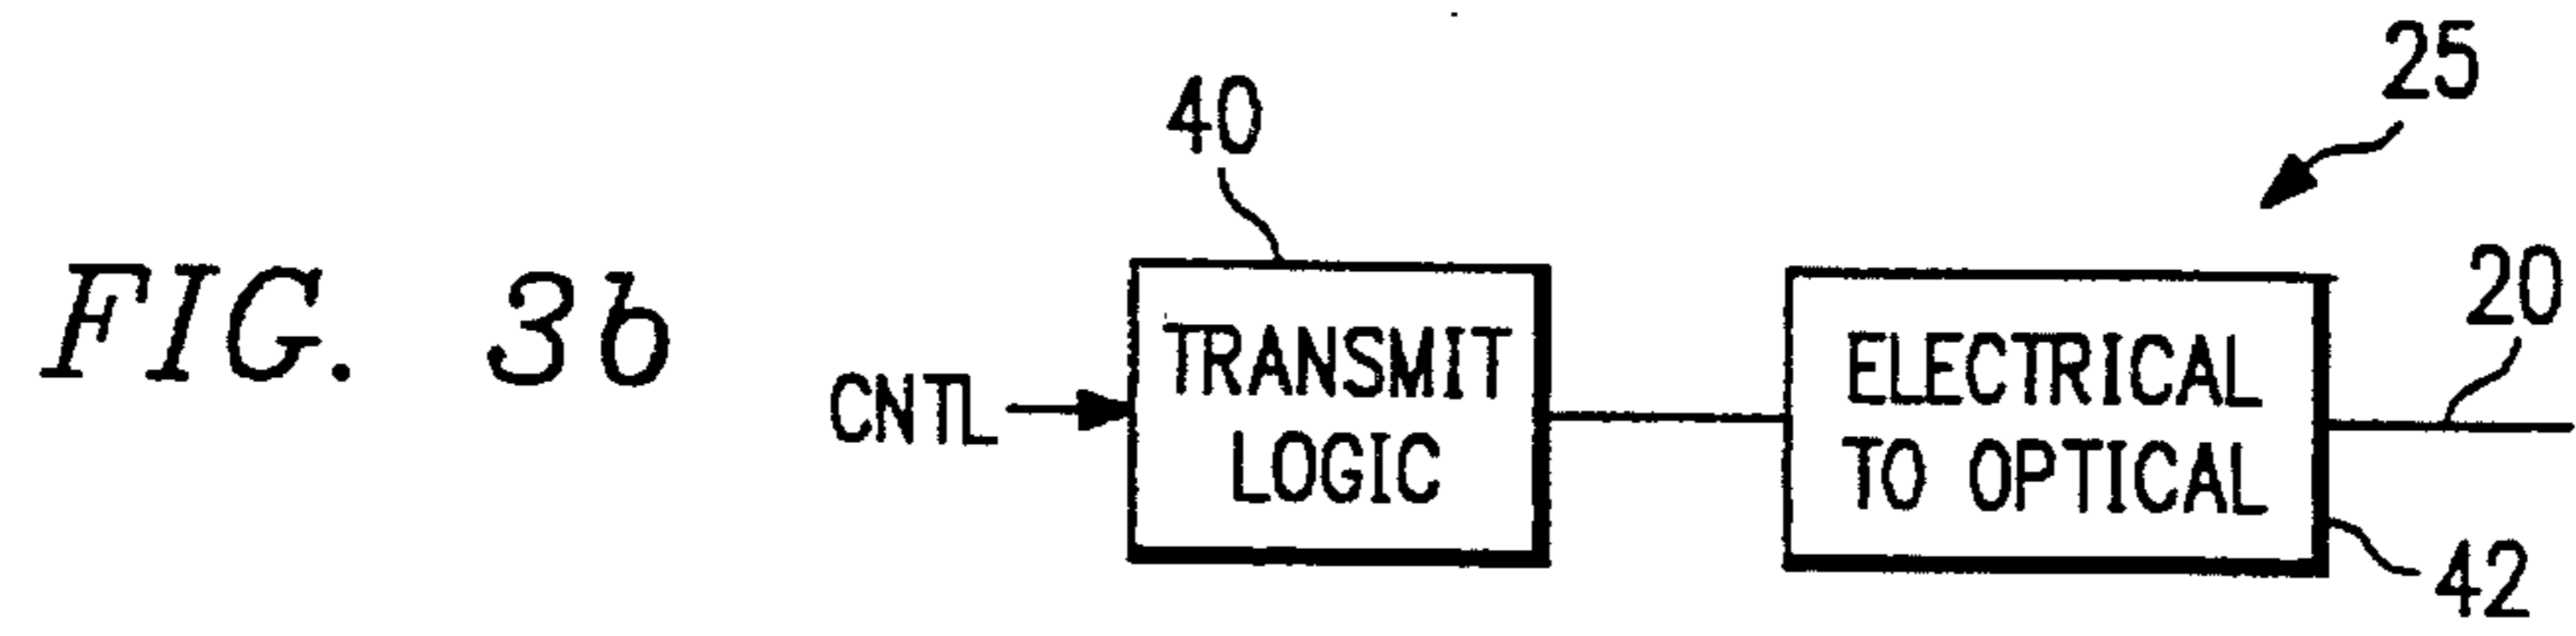 25
40
20
FIG. 3b
CNTL
TRANSMIT
LOGIC
ELECTRICAL
TO OPTICAL
42